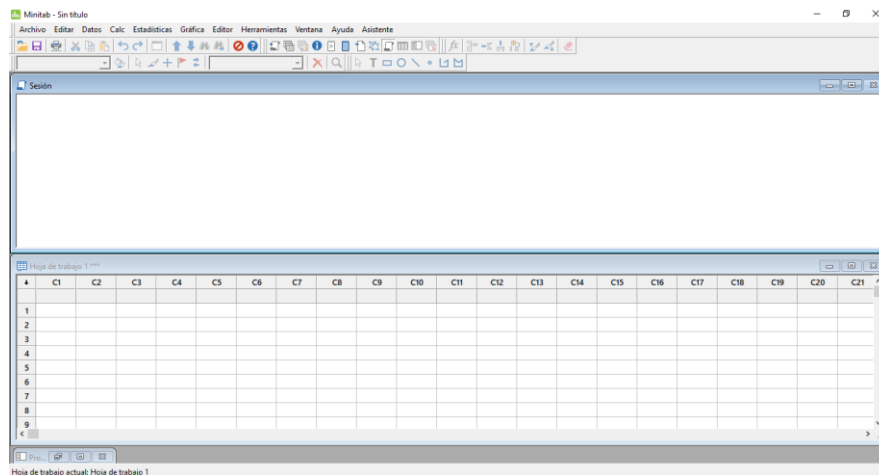 Minitab - Sin título
Archivo Editar Datos Calc Estadísticas Gráfica Editor Herramientas Ventana Ayuda Asistente
Sesión
Hoja de trabajo 1 ***
C1 C2 C3 C4 C5 C6 C7 C8 C9 C10 C11 C12 C13 C14 C15 C16 C17 C18 C19 C20 C21
1
2
3
4
5
6
7
8
9
Pro...
Hoja de trabajo actual: Hoja de trabajo 1